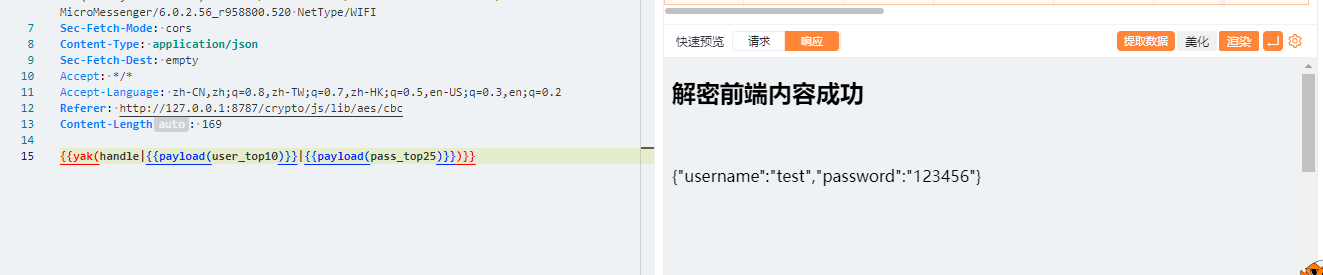 MicroMessenger/6.0.2.56_r958800.520 NetType/WIFI
7 Sec-Fetch-Mode: cors
8 Content-Type: application/json
9 Sec-Fetch-Dest: empty
10 Accept: */*
11 Accept-Language: zh-CN,zh;q=0.8,zh-TW;q=0.7,zh-HK;q=0.5,en-US;q=0.3,en;q=0.2
12 Referer: http://127.0.0.1:8787/crypto/js/lib/aes/cbc
13 Content-Length auto : 169
14
15 {{yak(handle|{{payload(user_top10)}}|{{payload(pass_top25)}})}}
快速预览 请求 响应 提取数据 美化 渲染
解密前端内容成功
{"username":"test","password":"123456"}